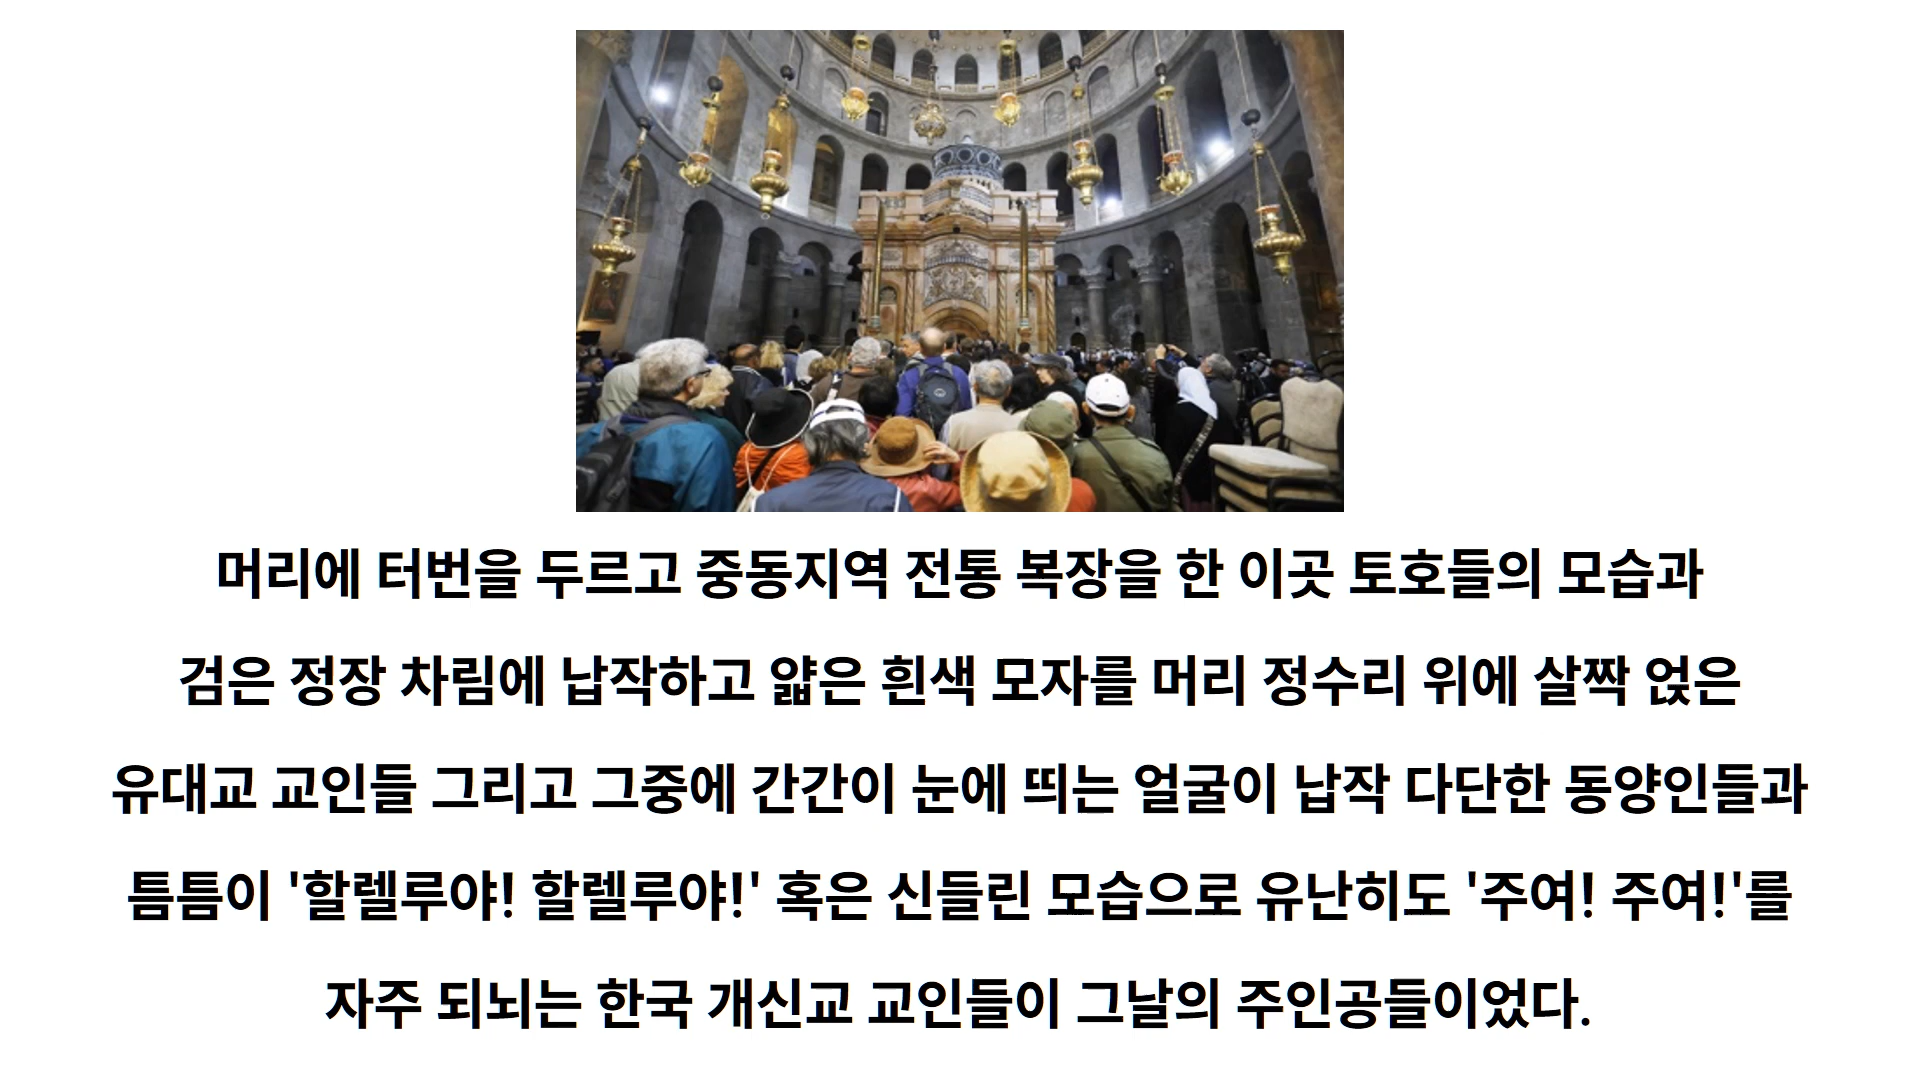 머리에 터번을 두르고 중동지역 전통 복장을 한 이곳 토호들의 모습과
검은 정장 차림에 납작하고 얇은 흰색 모자를 머리 정수리 위에 살짝 얹은
유대교 교인들 그리고 그중에 간간이 눈에 띄는 얼굴이 납작 다단한 동양인들과
틈틈이 '할렐루야! 할렐루야!' 혹은 신들린 모습으로 유난히도 '주여! 주여!'를
자주 되뇌는 한국 개신교 교인들이 그날의 주인공들이었다.